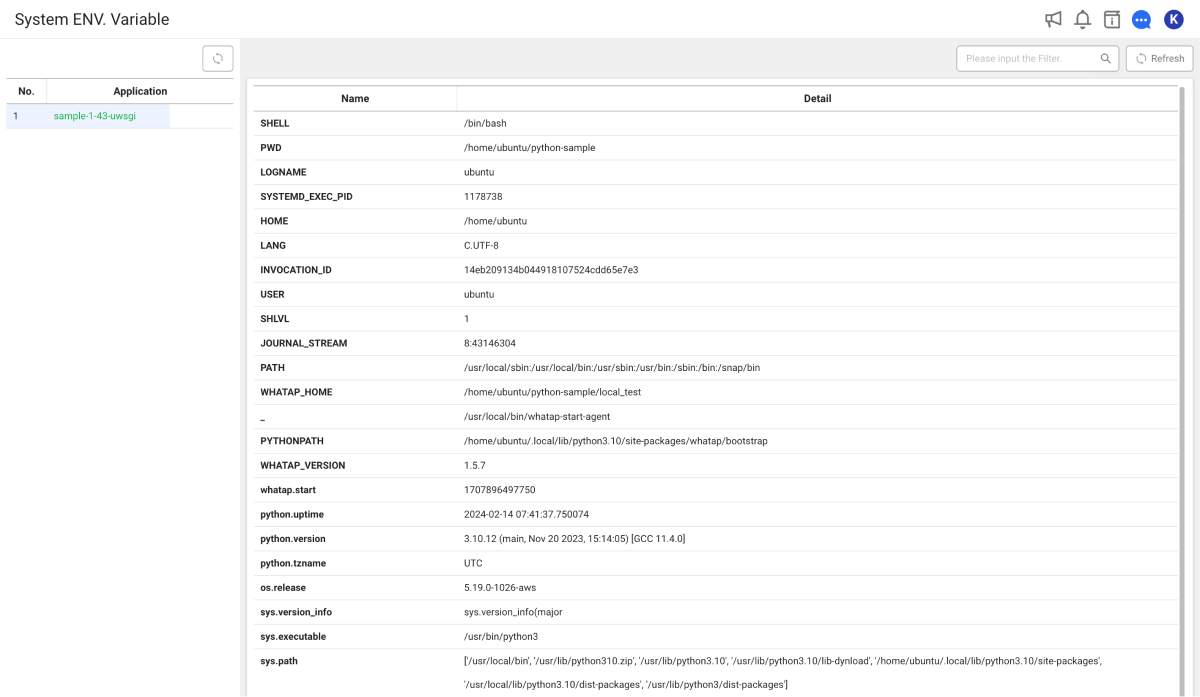 System ENV. Variable
K
Please input the Filter.
Refresh
No. Application
1 sample-1-43-uwsgi
Name Detail
SHELL /bin/bash
PWD /home/ubuntu/python-sample
LOGNAME ubuntu
SYSTEMD_EXEC_PID 1178738
HOME /home/ubuntu
LANG C.UTF-8
INVOCATION_ID 14eb209134b044918107524cdd65e7e3
USER ubuntu
SHLVL 1
JOURNAL_STREAM 8:43146304
PATH /usr/local/sbin:/usr/local/bin:/usr/sbin:/usr/bin:/sbin:/bin:/snap/bin
WHATAP_HOME /home/ubuntu/python-sample/local_test
_ /usr/local/bin/whatap-start-agent
PYTHONPATH /home/ubuntu/.local/lib/python3.10/site-packages/whatap/bootstrap
WHATAP_VERSION 1.5.7
whatap.start 1707896497750
python.uptime 2024-02-14 07:41:37.750074
python.version 3.10.12 (main, Nov 20 2023, 15:14:05) [GCC 11.4.0]
python.tzname UTC
os.release 5.19.0-1026-aws
sys.version_info sys.version_info(major
sys.executable /usr/bin/python3
sys.path ['/usr/local/bin', '/usr/lib/python310.zip', '/usr/lib/python3.10', '/usr/lib/python3.10/lib-dynload', '/home/ubuntu/.local/lib/python3.10/site-packages',
'/usr/local/lib/python3.10/dist-packages', '/usr/lib/python3/dist-packages']